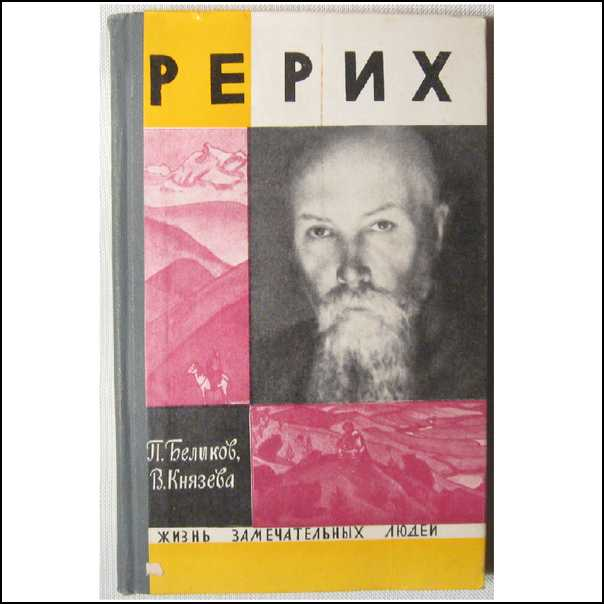 РЕРИХ
П. Беликов,
В. Князева
ЖИЗНЬ ЗАМЕЧАТЕЛЬНЫХ ЛЮДЕЙ